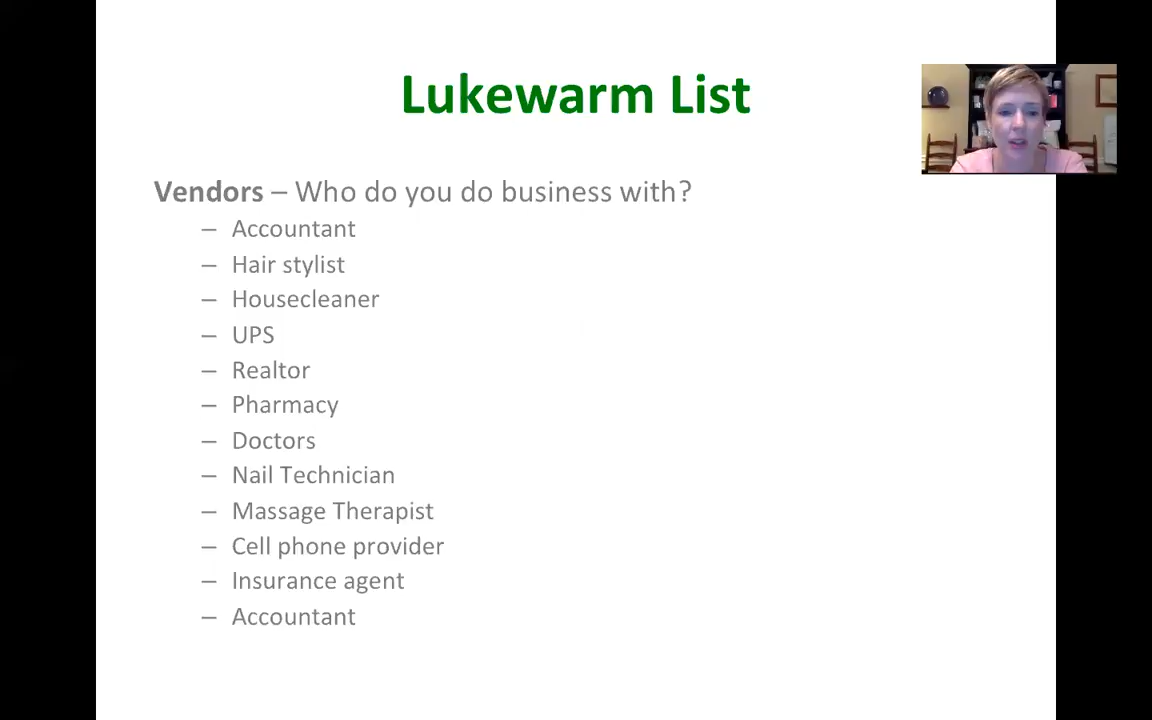 Lukewarm List
Vendors – Who do you do business with?
– Accountant
– Hair stylist
– Housecleaner
– UPS
– Realtor
– Pharmacy
– Doctors
– Nail Technician
– Massage Therapist
– Cell phone provider
– Insurance agent
– Accountant